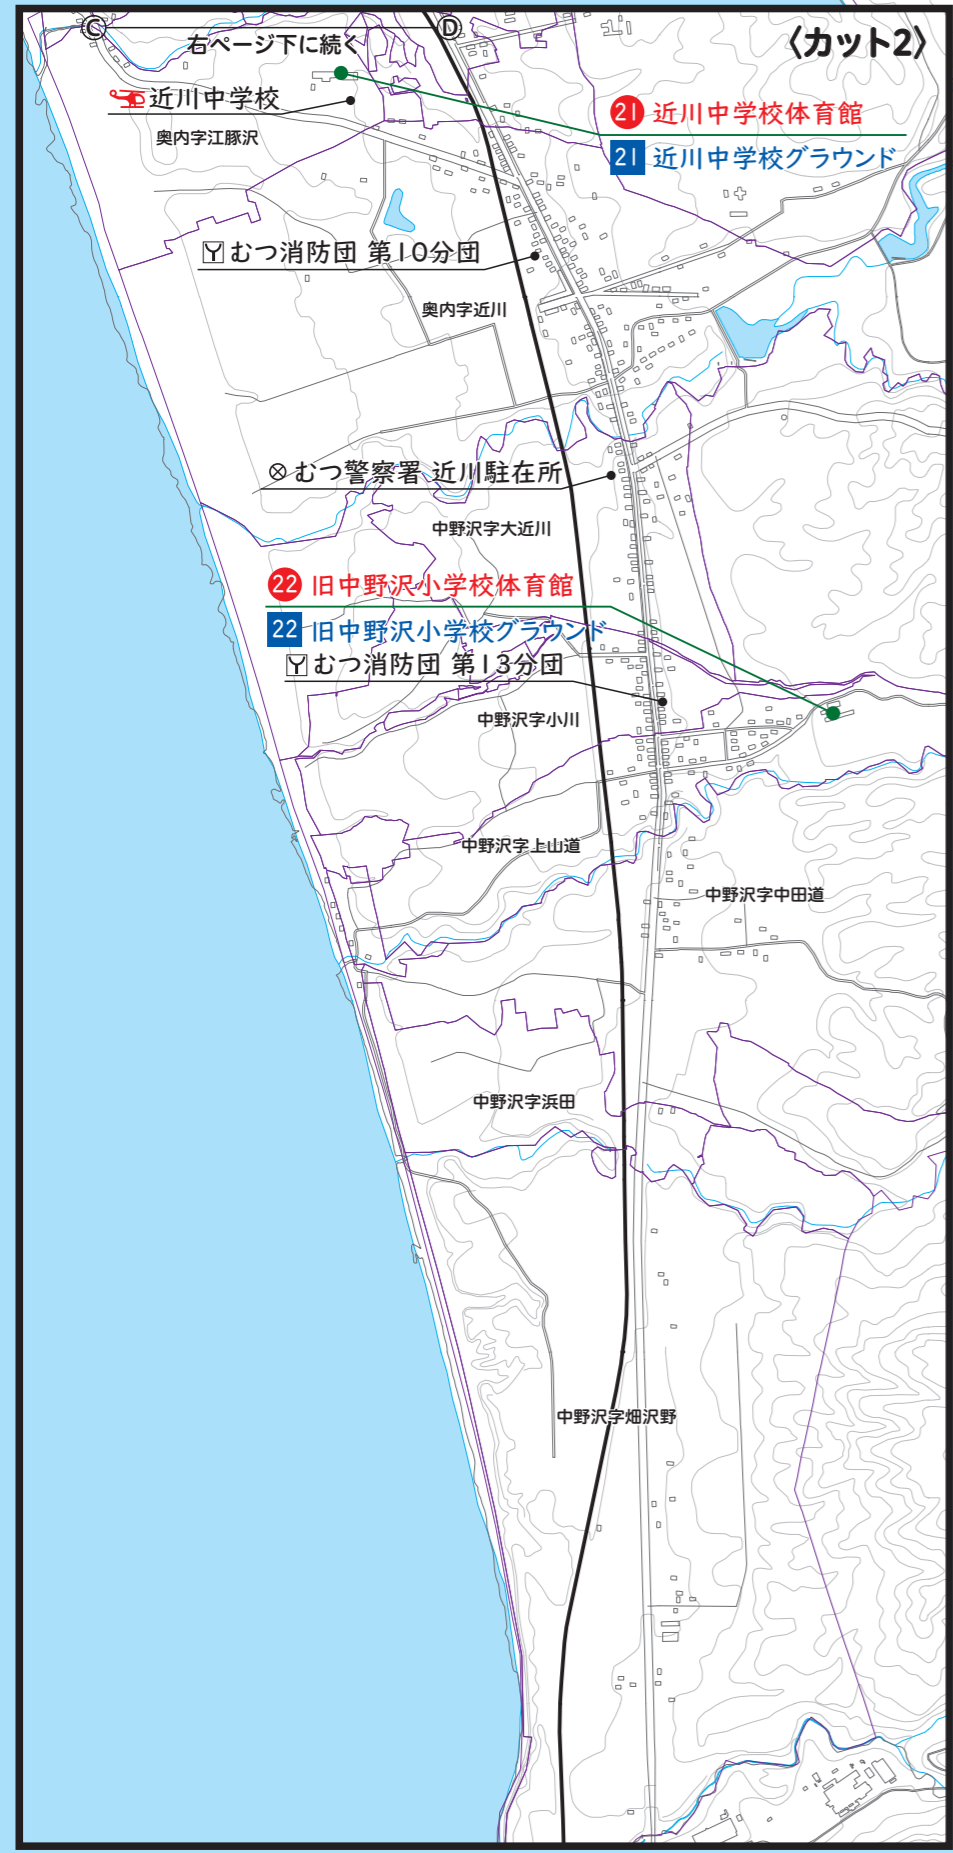 〈カット2〉
C
D
右ページ下に続く
近川中学校
21 近川中学校体育館
21 近川中学校グラウンド
奥内字江豚沢
むつ消防団 第10分団
奥内字近川
むつ警察署 近川駐在所
中野沢字大近川
22 旧中野沢小学校体育館
22 旧中野沢小学校グラウンド
むつ消防団 第13分団
中野沢字小川
中野沢字上山道
中野沢字中田道
中野沢字浜田
中野沢字畑沢野